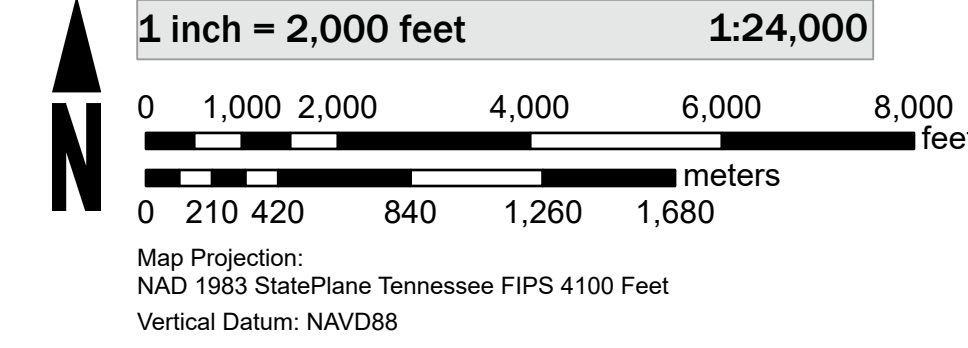 1 inch = 2,000 feet 1:24,000
0 1,000 2,000 4,000 6,000 8,000
feet
meters
0 210 420 840 1,260 1,680
N
Map Projection:
NAD 1983 StatePlane Tennessee FIPS 4100 Feet
Vertical Datum: NAVD88